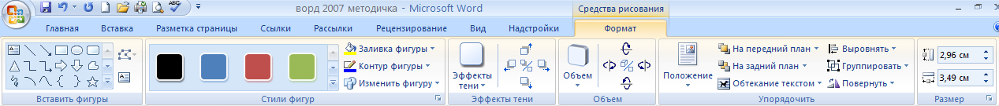 ворд 2007 методичка - Microsoft Word
Средства рисования
Главная Вставка Разметка страницы Ссылки Рассылки Рецензирование Вид Надстройки Формат
Заливка фигуры
Контур фигуры
Изменить фигуру
Эффекты тени
Объем
Положение
На передний план
На задний план
Обтекание текстом
Выровнять
Группировать
Повернуть
2,96 см
3,49 см
Вставить фигуры Стили фигур Эффекты тени Объем Упорядочить Размер